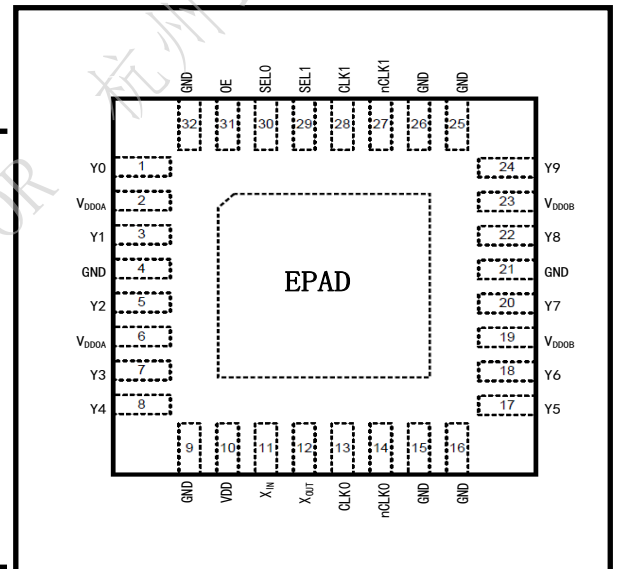 杭州
OR
GND OE SEL0 SEL1 CLK1 nCLK1 GND GND
32 31 30 29 28 27 26 25
Y0 1 24 Y9
VDDOA 2 23 VDDOB
Y1 3 22 Y8
GND 4 21 GND
EPAD
Y2 5 20 Y7
VDDOA 6 19 VDDOB
Y3 7 18 Y6
Y4 8 17 Y5
9 10 11 12 13 14 15 16
GND VDD XIN XOUT CLK0 nCLK0 GND GND